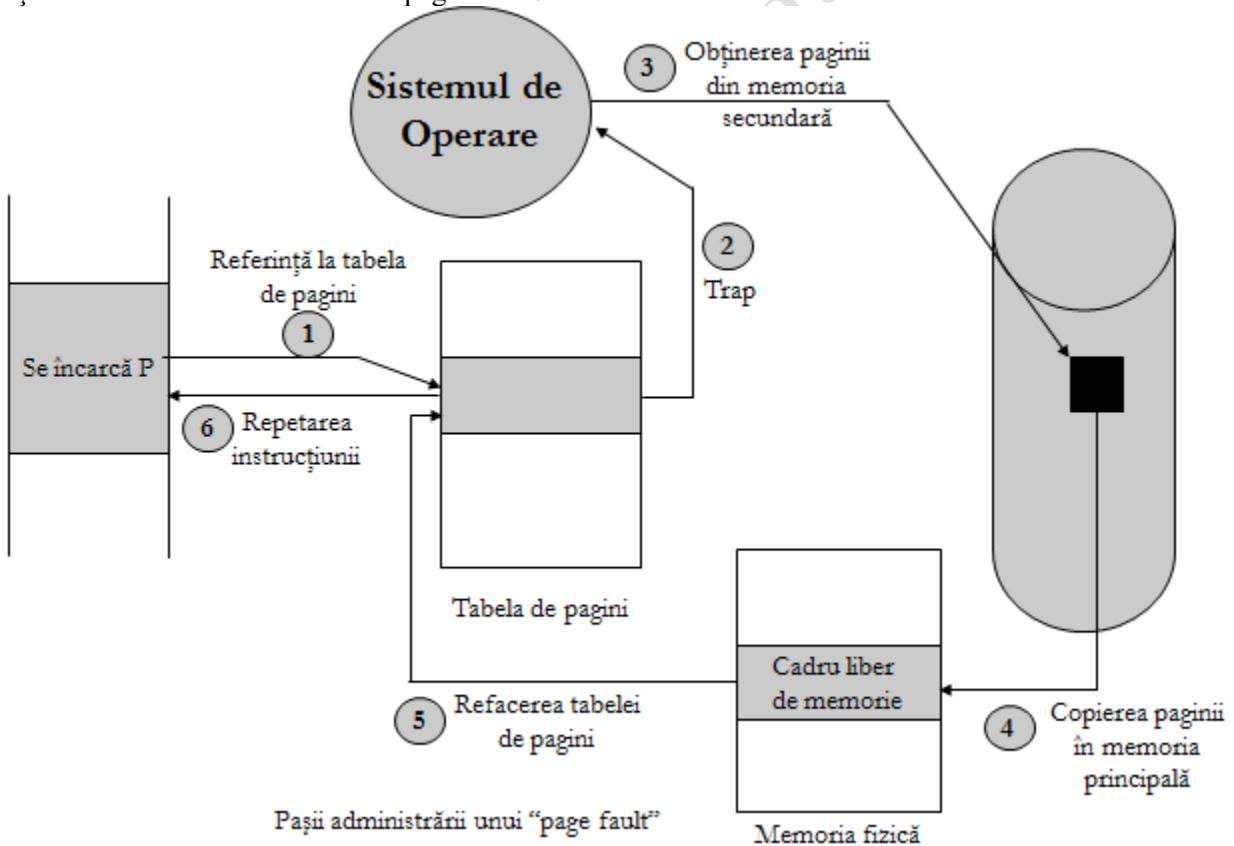 Sistemul de
Operare
3
Obținerea paginii
din memoria
secundară
2
Trap
Referință la tabela
de pagini
1
Se încarcă P
6
Repetarea
instrucțiunii
Tabela de pagini
Cadru liber
de memorie
5
Refacerea tabelei
de pagini
4
Copierea paginii
în memoria
principală
Pașii administrării unui “page fault”
Memoria fizică